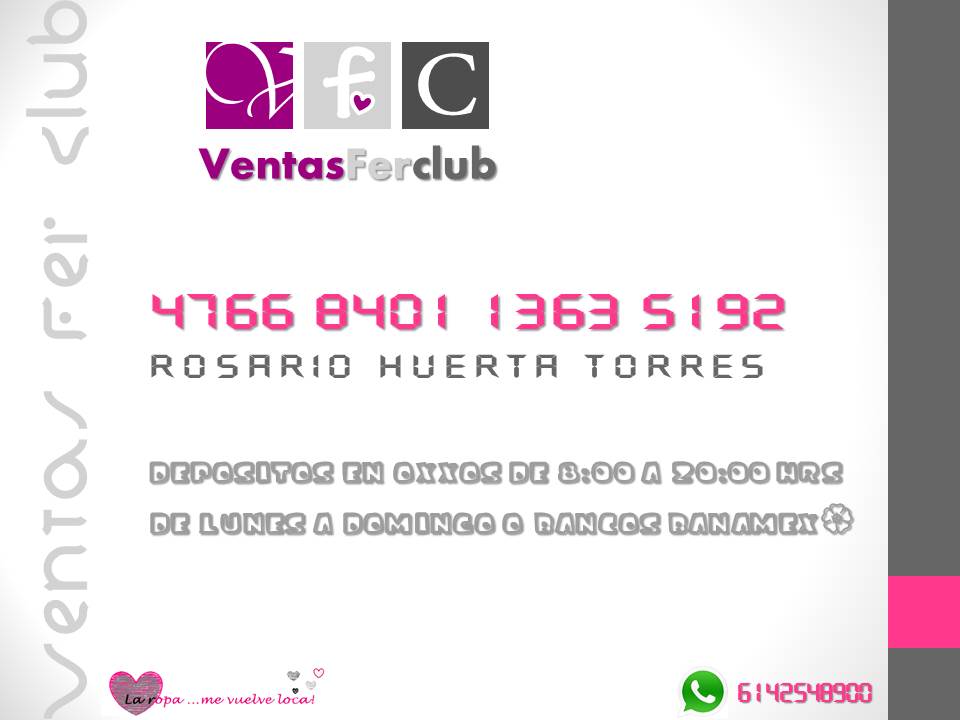 Ventas Fer Club
V f C
VentasFerclub
4766 8401 1363 5192
ROSARIO HUERTA TORRES
DEPOSITOS EN OXXOS DE 8:00 A 20:00 HRS
DE LUNES A DOMINGO O BANCOS BANAMEX
La ropa ...me vuelve loca!
6142548900